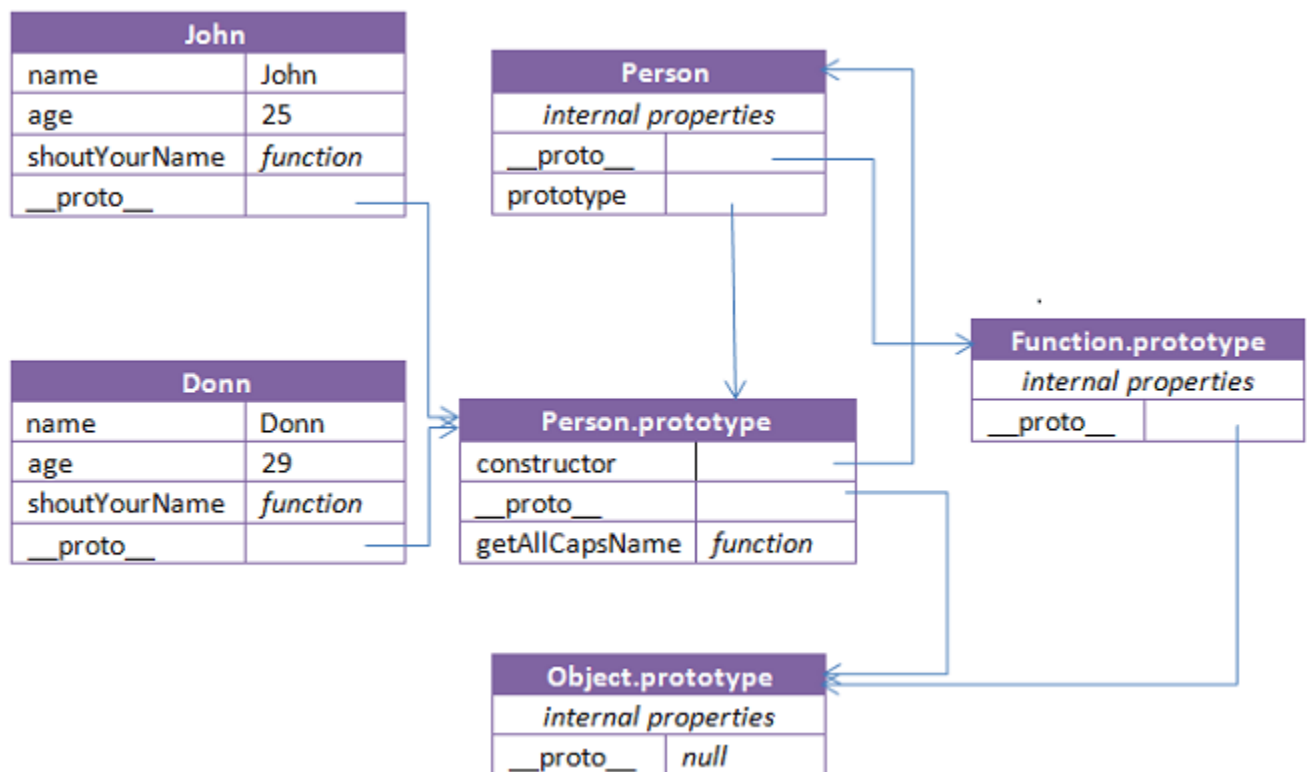 John
name John
age 25
shoutYourName function
__proto__
Person
internal properties
__proto__
prototype
Donn
name Donn
age 29
shoutYourName function
__proto__
Person.prototype
constructor
__proto__
getAllCapsName function
Function.prototype
internal properties
__proto__
Object.prototype
internal properties
__proto__ null